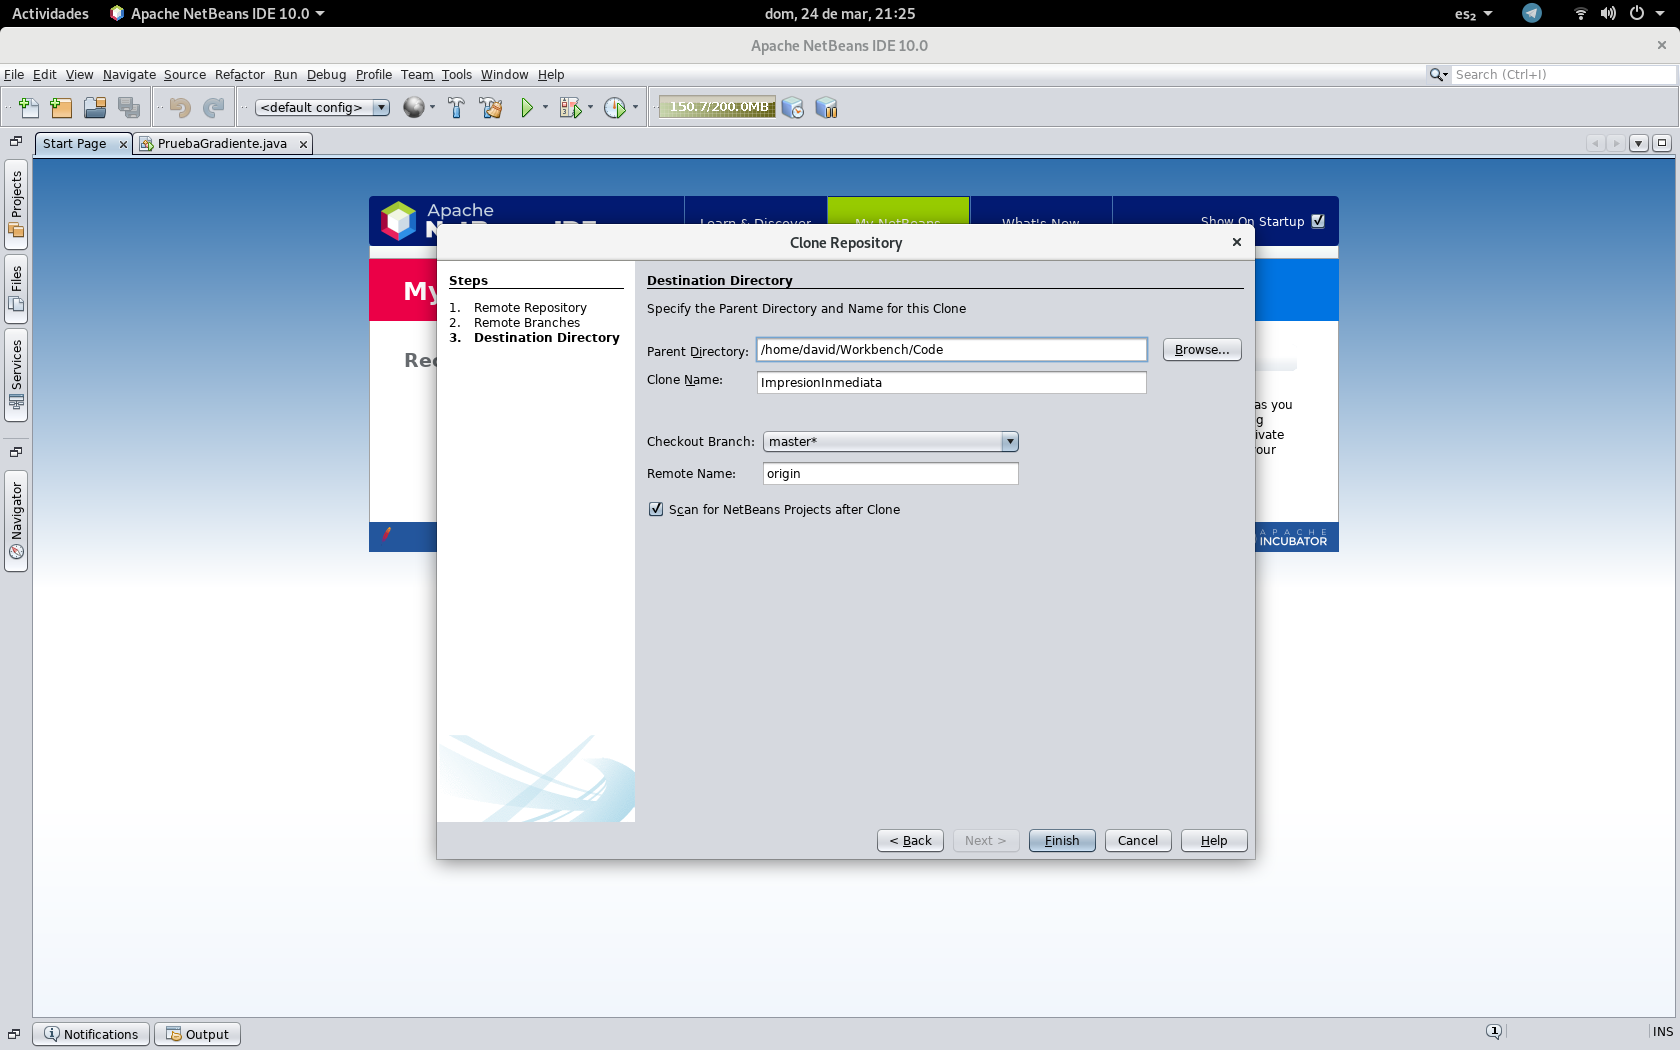 Actividades Apache NetBeans IDE 10.0 dom, 24 de mar, 21:25 es₂
Apache NetBeans IDE 10.0
File Edit View Navigate Source Refactor Run Debug Profile Team Tools Window Help Search (Ctrl+I)
<default config> 150.7/200.0MB
Start Page PruebaGradiente.java
Projects
Files
Services
Navigator
Apache
Learn & Discover My NetBeans What's New Show On Startup
My
Clone Repository
Steps
1. Remote Repository
2. Remote Branches
3. Destination Directory
Destination Directory
Specify the Parent Directory and Name for this Clone
Parent Directory: /home/david/Workbench/Code Browse...
Clone Name: ImpresionInmediata
Checkout Branch: master*
Remote Name: origin
Scan for NetBeans Projects after Clone
as you
APACHE
INCUBATOR
< Back Next > Finish Cancel Help
Notifications Output 1 INS